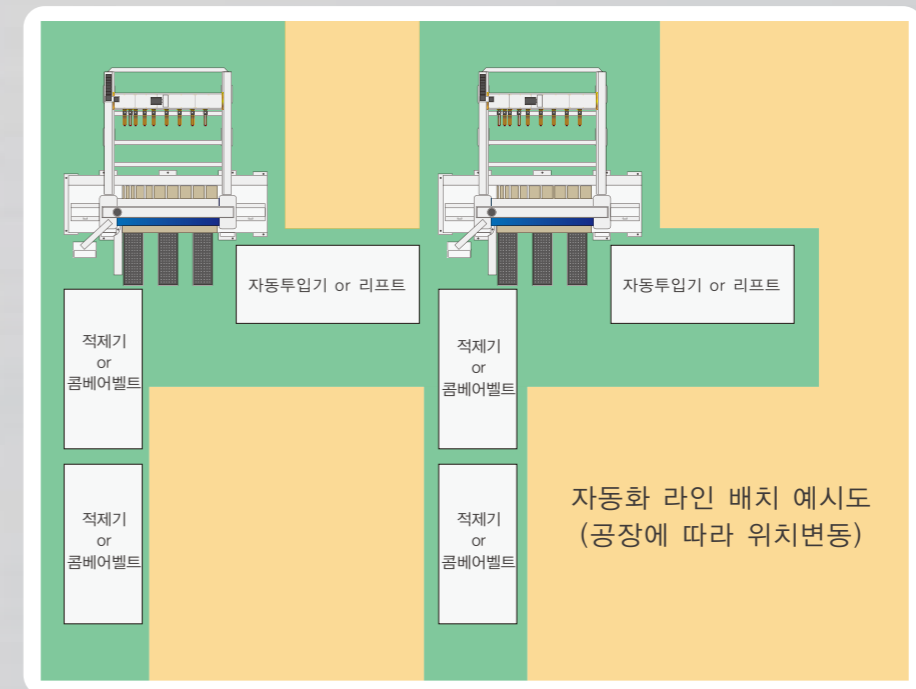 자동투입기 or 리프트
자동투입기 or 리프트
적제기
or
콤베어벨트
적제기
or
콤베어벨트
적제기
or
콤베어벨트
적제기
or
콤베어벨트
자동화 라인 배치 예시도
(공장에 따라 위치변동)